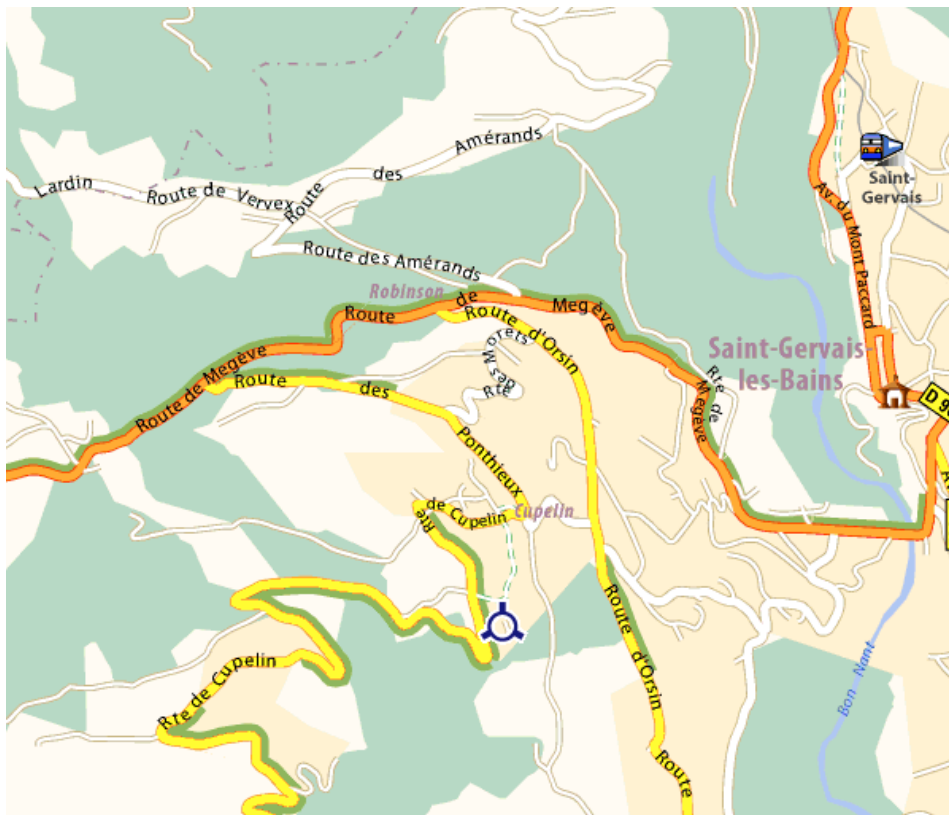 Amérands
des
Route
Lardin
Route de Vervex
Saint-
Gervais
Av. du Mont Paccard
Route des Amérands
Robinson
Route de Megève
Route de Megève
Route d'Orsin
Rte des Morets
Saint-Gervais-
les-Bains
Rte de
Megève
D 9
Route des Ponthieux
Rte de Cupelin
Cupelin
Route d'Orsin
Rte de Cupelin
Bon Nant
Route
A